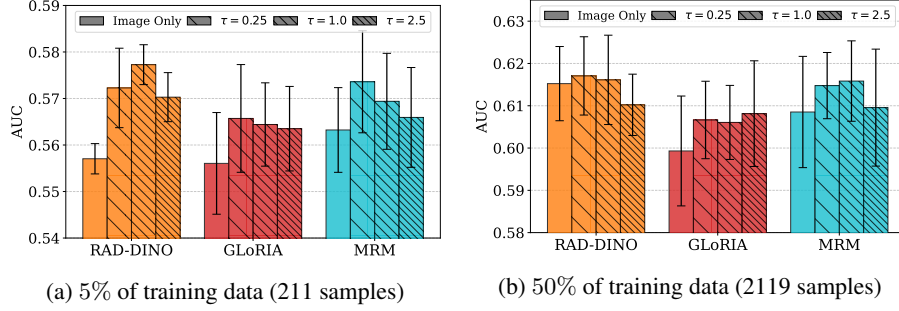 0.59
0.58
0.57
0.56
0.55
0.54
AUC
Image Only τ = 0.25 τ = 1.0 τ = 2.5
RAD-DINO GLoRIA MRM
(a) 5% of training data (211 samples)
0.63
0.62
0.61
0.60
0.59
0.58
AUC
Image Only τ = 0.25 τ = 1.0 τ = 2.5
RAD-DINO GLoRIA MRM
(b) 50% of training data (2119 samples)